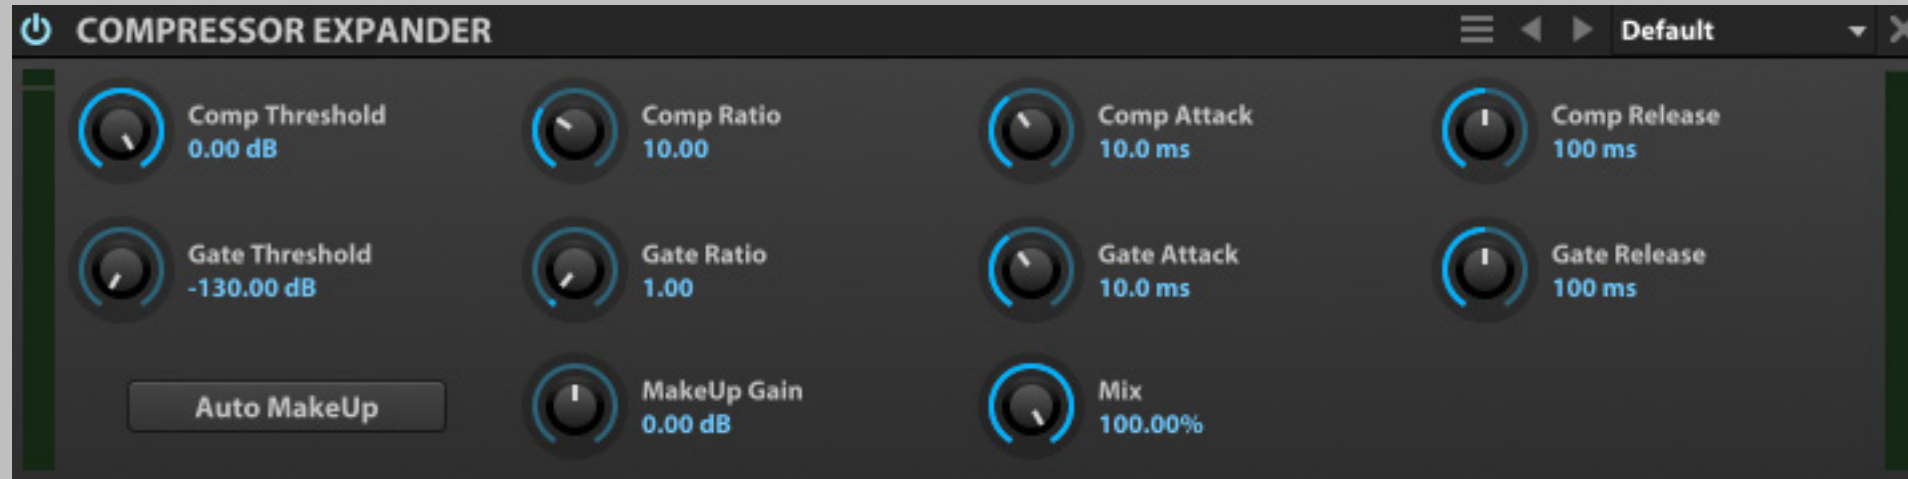 COMPRESSOR EXPANDER
Default
Comp Threshold
0.00 dB
Comp Ratio
10.00
Comp Attack
10.0 ms
Comp Release
100 ms
Gate Threshold
-130.00 dB
Gate Ratio
1.00
Gate Attack
10.0 ms
Gate Release
100 ms
Auto MakeUp
MakeUp Gain
0.00 dB
Mix
100.00%